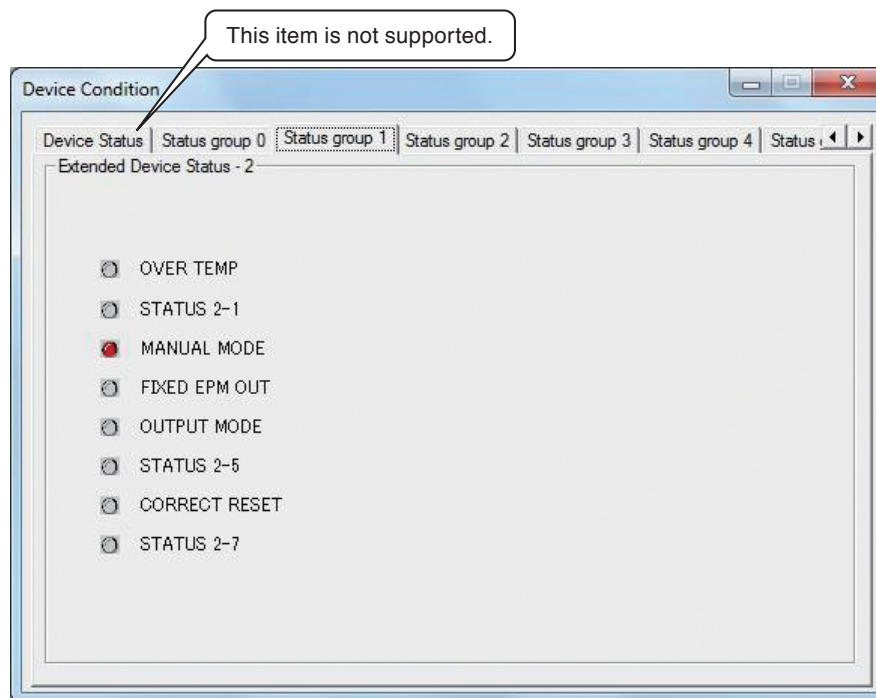 This item is not supported.
Device Condition
Device Status Status group 0 Status group 1 Status group 2 Status group 3 Status group 4 Status
Extended Device Status - 2
OVER TEMP
STATUS 2-1
MANUAL MODE
FIXED EPM OUT
OUTPUT MODE
STATUS 2-5
CORRECT RESET
STATUS 2-7